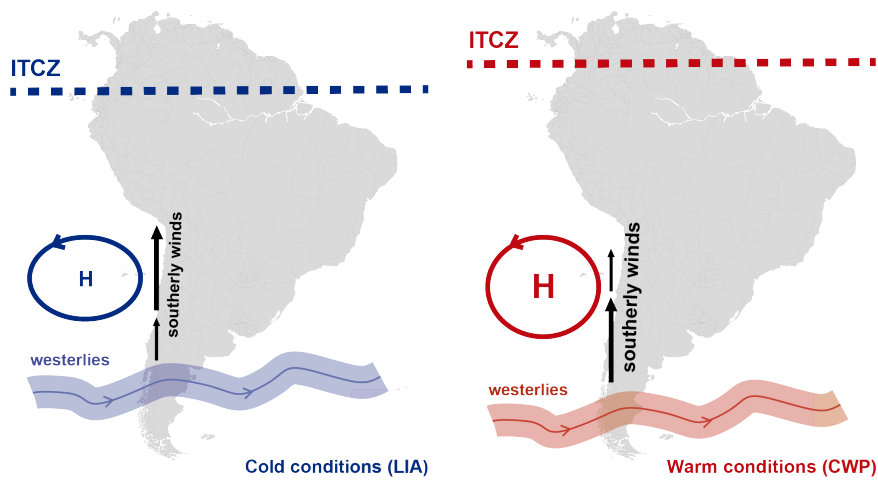 ITCZ
H
southerly winds
westerlies
Cold conditions (LIA)
ITCZ
H
southerly winds
westerlies
Warm conditions (CWP)